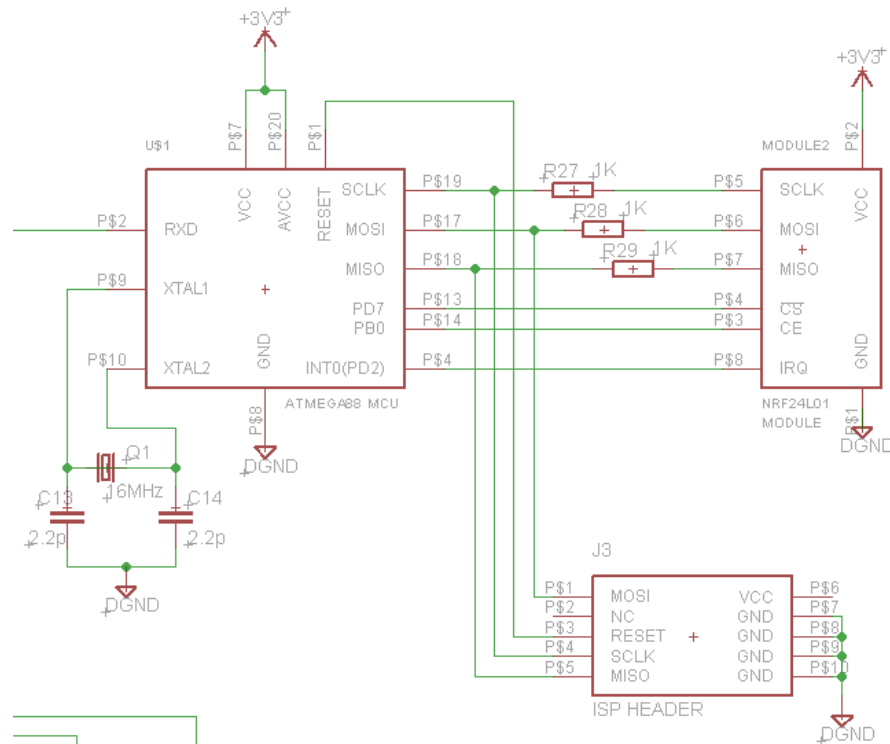 +3V3
+3V3
U$1
P$7
P$20
P$1
P$2
MODULE2
VCC
AVCC
RESET
SCLK
P$19
R27
1K
P$5
SCLK
VCC
P$2
RXD
MOSI
P$17
R28
1K
P$6
MOSI
P$9
XTAL1
MISO
P$18
R29
1K
P$7
MISO
PD7
P$13
P$4
CS
PB0
P$14
P$3
CE
P$10
XTAL2
GND
INT0(PD2)
P$4
P$8
IRQ
GND
P$8
ATMEGA88 MCU
P$1
NRF24L01
MODULE
DGND
DGND
Q1
16MHz
C13
2.2p
C14
2.2p
DGND
J3
P$1
MOSI
VCC
P$6
P$2
NC
GND
P$7
P$3
RESET
GND
P$8
P$4
SCLK
GND
P$9
P$5
MISO
GND
P$10
ISP HEADER
DGND